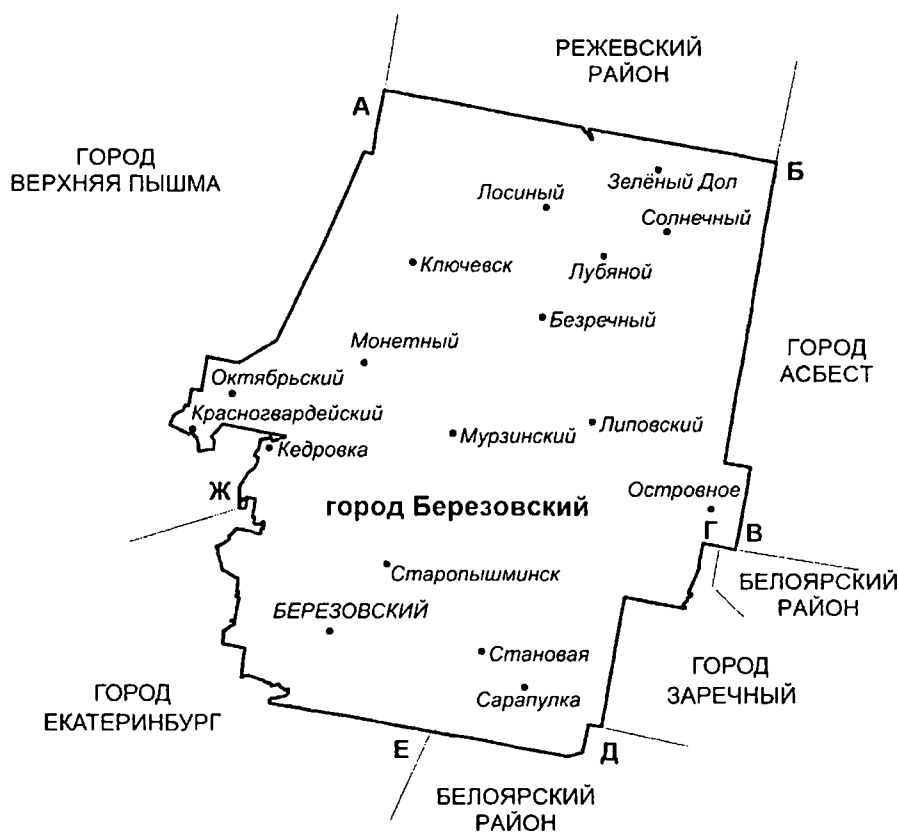 РЕЖЕВСКИЙ
РАЙОН
А
ГОРОД
ВЕРХНЯЯ ПЫШМА
Б
Зелёный Дол
Лосиный
Солнечный
Ключевск
Лубяной
Безречный
Монетный
ГОРОД
АСБЕСТ
Октябрьский
Красногвардейский
Липовский
Мурзинский
Кедровка
Ж
Островное
город Березовский
Г
В
Старопышминск
БЕЛОЯРСКИЙ
РАЙОН
БЕРЕЗОВСКИЙ
Становая
ГОРОД
ЗАРЕЧНЫЙ
Сарапулка
ГОРОД
ЕКАТЕРИНБУРГ
Е
Д
БЕЛОЯРСКИЙ
РАЙОН